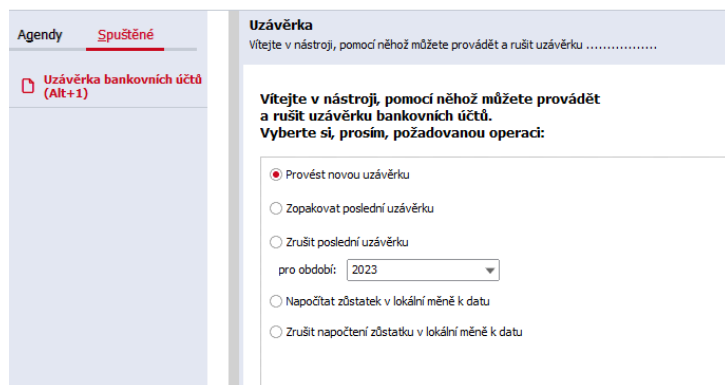 Agendy Spuštěné
Uzávěrka bankovních účtů
(Alt+1)
Uzávěrka
Vítejte v nástroji, pomocí něhož můžete provádět a rušit uzávěrku .................
Vítejte v nástroji, pomocí něhož můžete provádět
a rušit uzávěrku bankovních účtů.
Vyberte si, prosím, požadovanou operaci:
Provést novou uzávěrku
Zopakovat poslední uzávěrku
Zrušit poslední uzávěrku
pro období: 2023
Napočítat zůstatek v lokální měně k datu
Zrušit napočtení zůstatku v lokální měně k datu